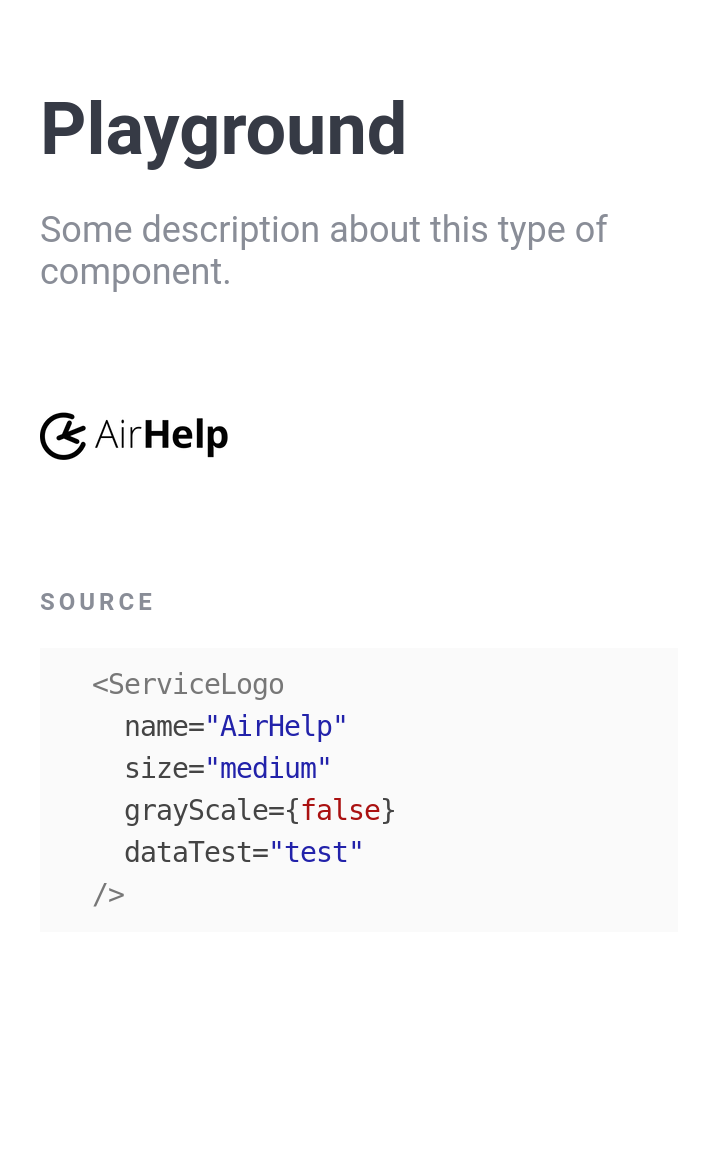 Playground
Some description about this type of
component.
AirHelp
SOURCE
<ServiceLogo
name="AirHelp"
size="medium"
grayScale={false}
dataTest="test"
/>